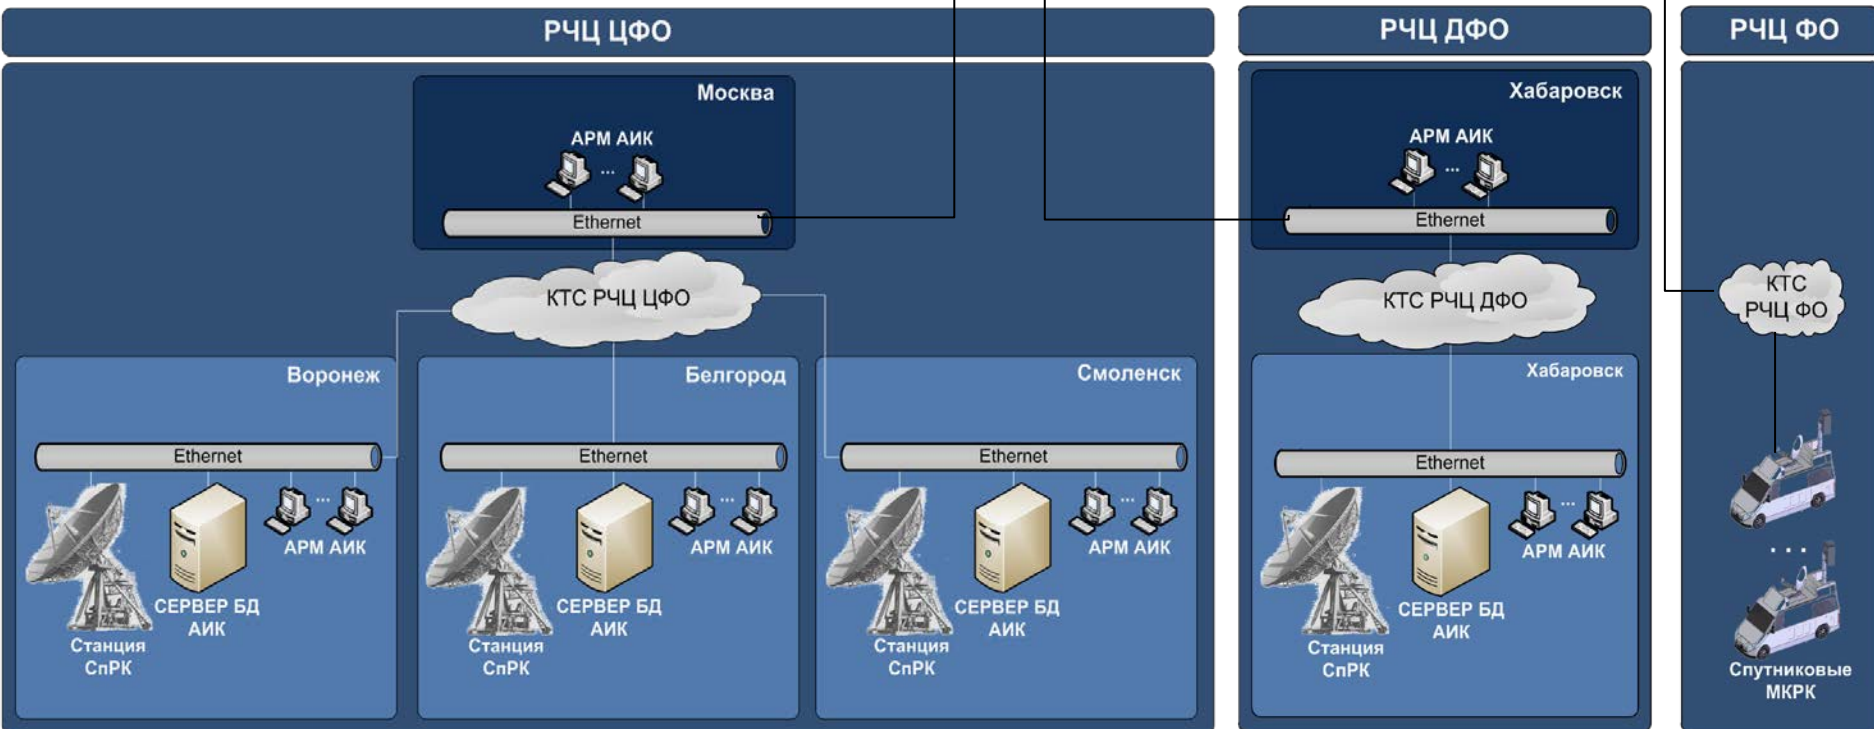 РЧЦ ЦФО
Москва
АРМ АИК
...
Ethernet
КТС РЧЦ ЦФО
Воронеж
Ethernet
...
АРМ АИК
СЕРВЕР БД
АИК
Станция
СпРК
Белгород
Ethernet
...
АРМ АИК
СЕРВЕР БД
АИК
Станция
СпРК
Смоленск
Ethernet
...
АРМ АИК
СЕРВЕР БД
АИК
Станция
СпРК
РЧЦ ДФО
Хабаровск
АРМ АИК
...
Ethernet
КТС РЧЦ ДФО
Хабаровск
Ethernet
...
АРМ АИК
СЕРВЕР БД
АИК
Станция
СпРК
РЧЦ ФО
КТС
РЧЦ ФО
...
Спутниковые
МКРК